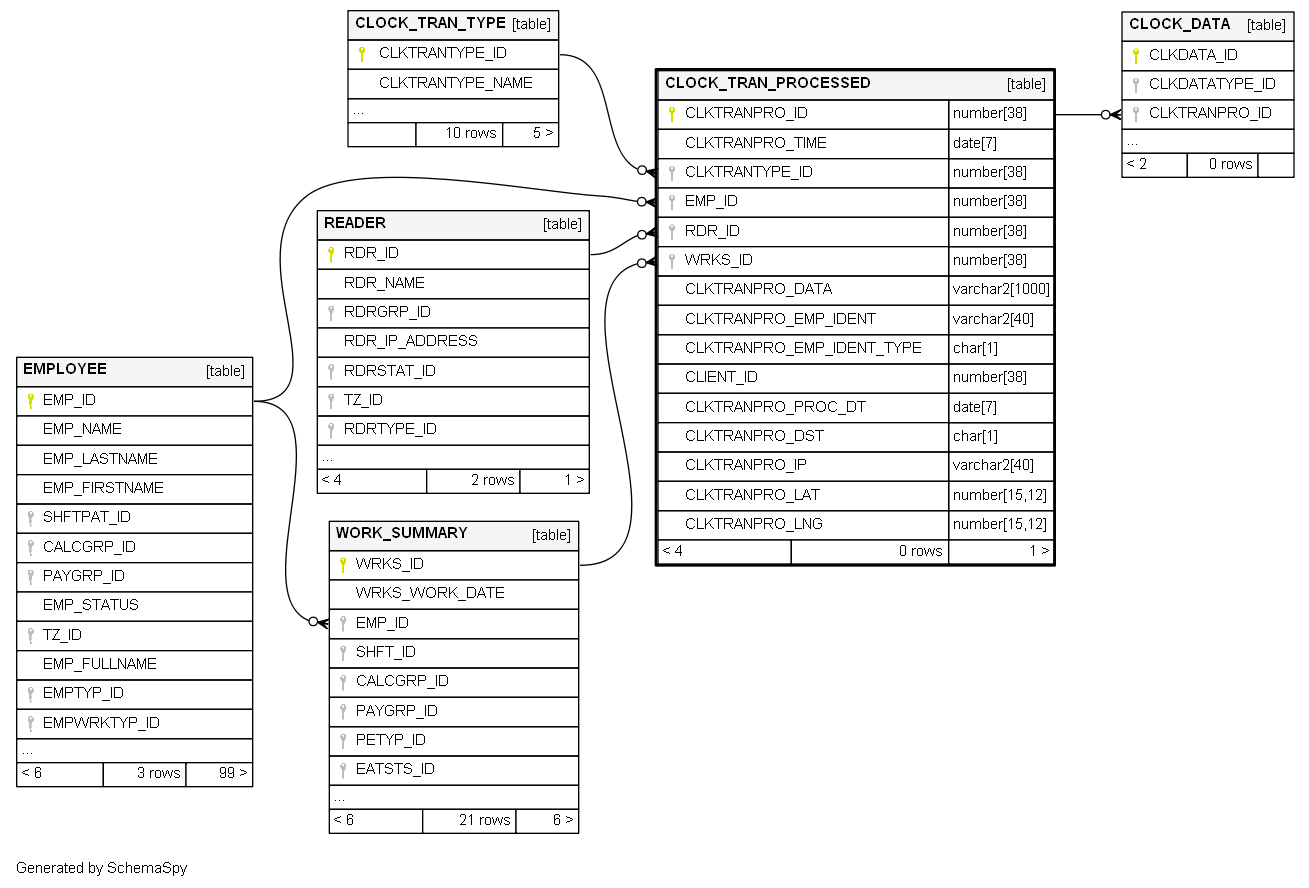 CLOCK_TRAN_TYPE [table]
CLKTRANTYPE_ID
CLKTRANTYPE_NAME
...
10 rows 5 >
CLOCK_DATA [table]
CLKDATA_ID
CLKDATATYPE_ID
CLKTRANPRO_ID
...
< 2 0 rows
CLOCK_TRAN_PROCESSED [table]
CLKTRANPRO_ID number[38]
CLKTRANPRO_TIME date[7]
CLKTRANTYPE_ID number[38]
EMP_ID number[38]
RDR_ID number[38]
WRKS_ID number[38]
CLKTRANPRO_DATA varchar2[1000]
CLKTRANPRO_EMP_IDENT varchar2[40]
CLKTRANPRO_EMP_IDENT_TYPE char[1]
CLIENT_ID number[38]
CLKTRANPRO_PROC_DT date[7]
CLKTRANPRO_DST char[1]
CLKTRANPRO_IP varchar2[40]
CLKTRANPRO_LAT number[15,12]
CLKTRANPRO_LNG number[15,12]
< 4 0 rows 1 >
READER [table]
RDR_ID
RDR_NAME
RDRGRP_ID
RDR_IP_ADDRESS
RDRSTAT_ID
TZ_ID
RDRTYPE_ID
...
< 4 2 rows 1 >
EMPLOYEE [table]
EMP_ID
EMP_NAME
EMP_LASTNAME
EMP_FIRSTNAME
SHFTPAT_ID
CALCGRP_ID
PAYGRP_ID
EMP_STATUS
TZ_ID
EMP_FULLNAME
EMPTYP_ID
EMPWRKTYP_ID
...
< 6 3 rows 99 >
WORK_SUMMARY [table]
WRKS_ID
WRKS_WORK_DATE
EMP_ID
SHFT_ID
CALCGRP_ID
PAYGRP_ID
PETYP_ID
EATSTS_ID
...
< 6 21 rows 6 >
Generated by SchemaSpy